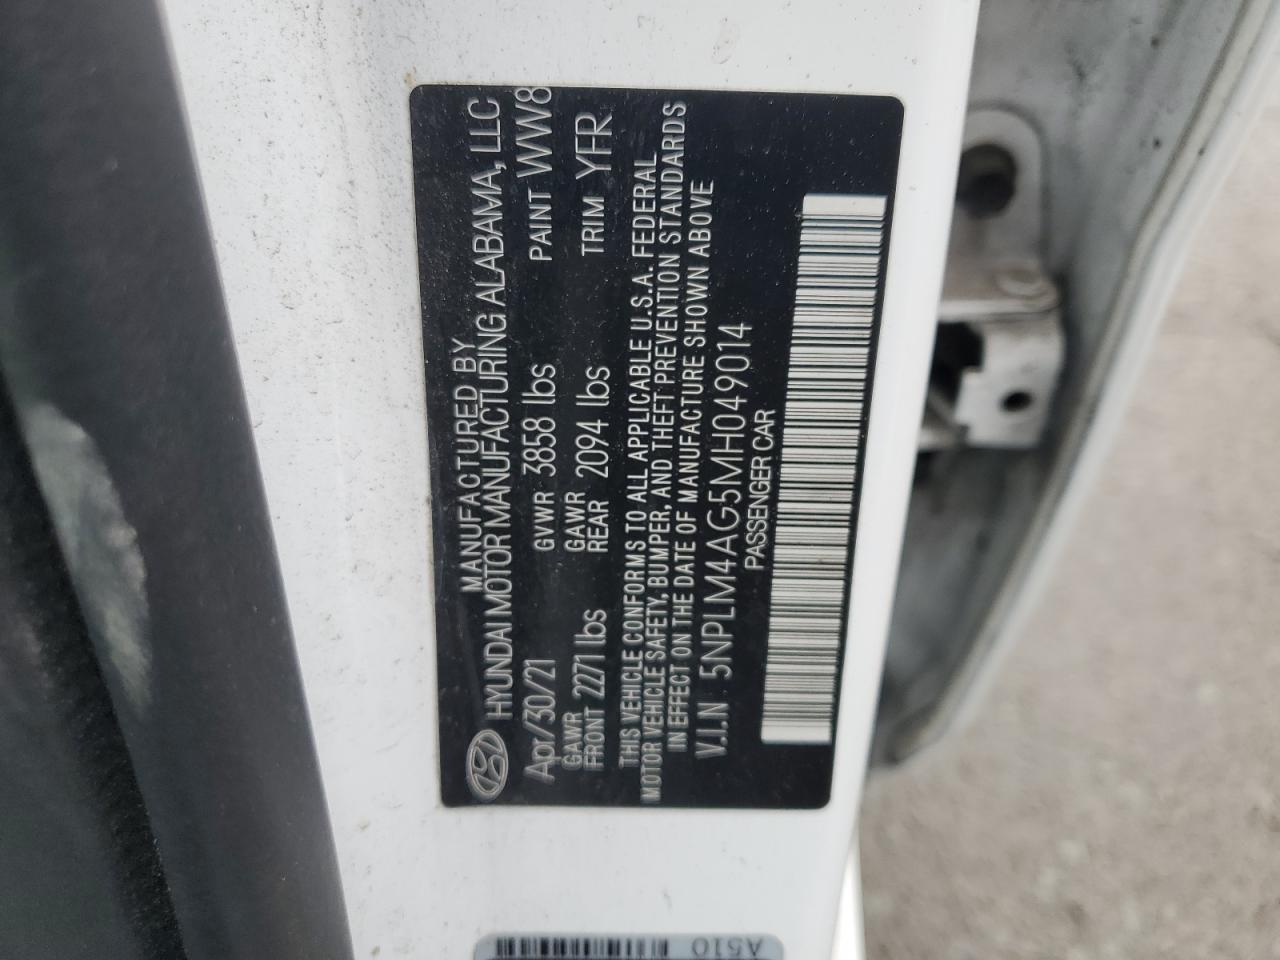 MANUFACTURED BY
HYUNDAI MOTOR MANUFACTURING ALABAMA, LLC
Apr/30/21 GVWR 3858 lbs PAINT WW8
GAWR FRONT 2271 lbs GAWR REAR 2094 lbs TRIM YFR
THIS VEHICLE CONFORMS TO ALL APPLICABLE U.S.A. FEDERAL
MOTOR VEHICLE SAFETY, BUMPER, AND THEFT PREVENTION STANDARDS
IN EFFECT ON THE DATE OF MANUFACTURE SHOWN ABOVE
V.I.N 5NPLM4AG5MH049014
PASSENGER CAR
A510